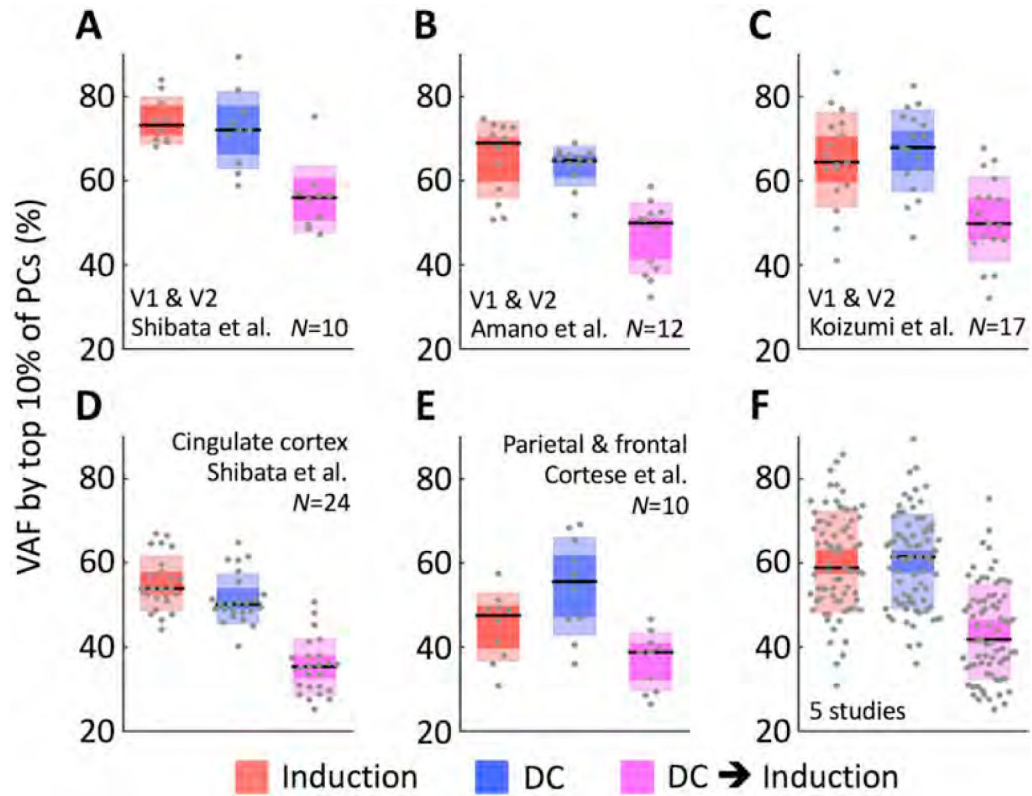 A
B
C
VAF by top 10% of PCs (%)
80
60
40
20
V1 & V2
Shibata et al.
N=10
80
60
40
20
V1 & V2
Amano et al.
N=12
80
60
40
20
V1 & V2
Koizumi et al.
N=17
D
E
F
80
60
40
20
Cingulate cortex
Shibata et al.
N=24
80
60
40
20
Parietal & frontal
Cortese et al.
N=10
80
60
40
20
5 studies
Induction
DC
DC ➔ Induction